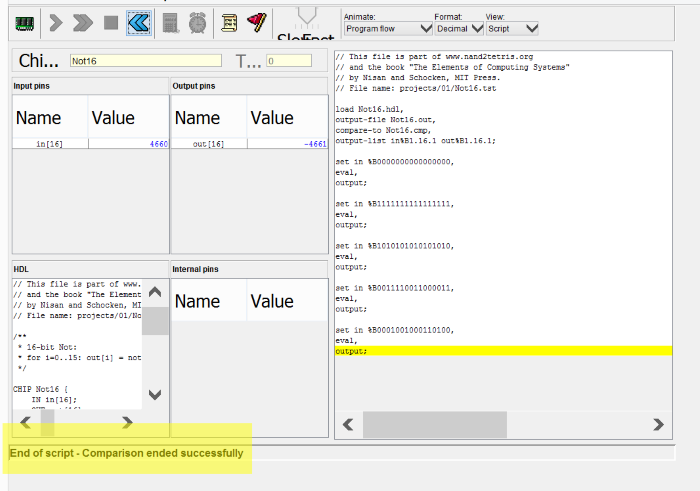 Animate:
Format:
View:
Program flow
Decimal
Script
Chi...
Not16
T...
0
Input pins
Output pins
Name
Value
Name
Value
in[16]
4660
out[16]
-4661
HDL
Internal pins
// This file is part of www.
// and the book "The Element
// by Nisan and Schocken, MI
// File name: projects/01/No
/**
* 16-bit Not:
* for i=0..15: out[i] = not
*/
CHIP Not16 {
IN in[16];
Name
Value
// This file is part of www.nand2tetris.org
// and the book "The Elements of Computing Systems"
// by Nisan and Schocken, MIT Press.
// File name: projects/01/Not16.tst
load Not16.hdl,
output-file Not16.out,
compare-to Not16.cmp,
output-list in%B1.16.1 out%B1.16.1;
set in %B0000000000000000,
eval,
output;
set in %B1111111111111111,
eval,
output;
set in %B1010101010101010,
eval,
output;
set in %B0011110011000011,
eval,
output;
set in %B0001001000110100,
eval,
output;
End of script - Comparison ended successfully